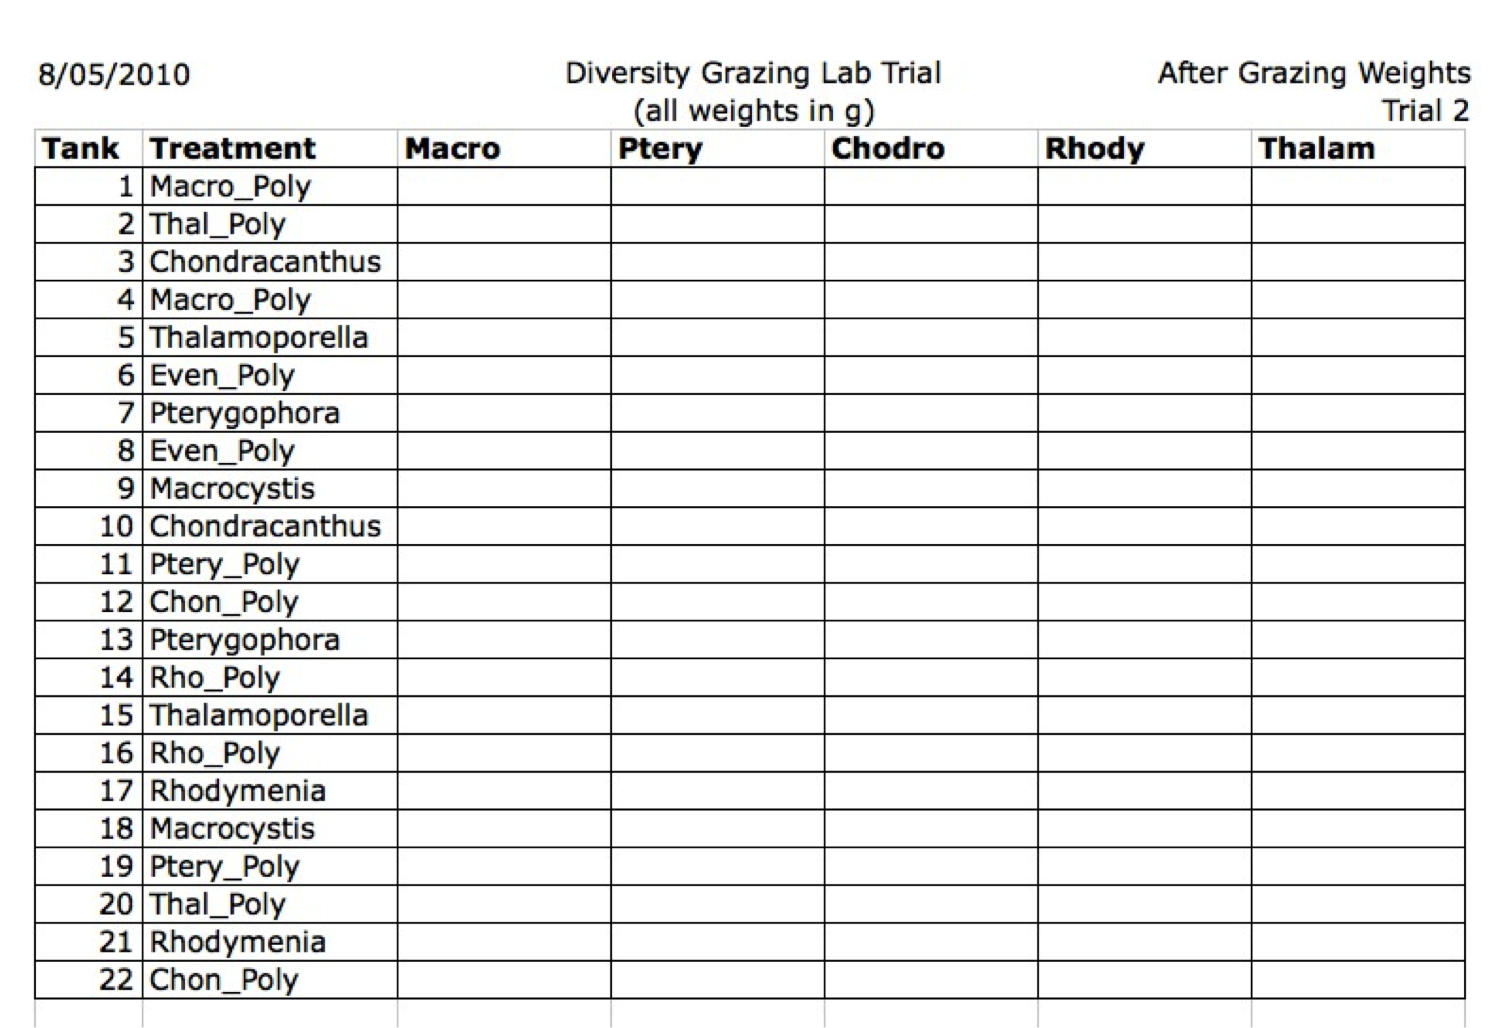 8/05/2010 Diversity Grazing Lab Trial After Grazing Weights
(all weights in g) Trial 2
Tank Treatment Macro Ptery Chodro Rhody Thalam
1 Macro_Poly
2 Thal_Poly
3 Chondracanthus
4 Macro_Poly
5 Thalamoporella
6 Even_Poly
7 Pterygophora
8 Even_Poly
9 Macrocystis
10 Chondracanthus
11 Ptery_Poly
12 Chon_Poly
13 Pterygophora
14 Rho_Poly
15 Thalamoporella
16 Rho_Poly
17 Rhodymenia
18 Macrocystis
19 Ptery_Poly
20 Thal_Poly
21 Rhodymenia
22 Chon_Poly